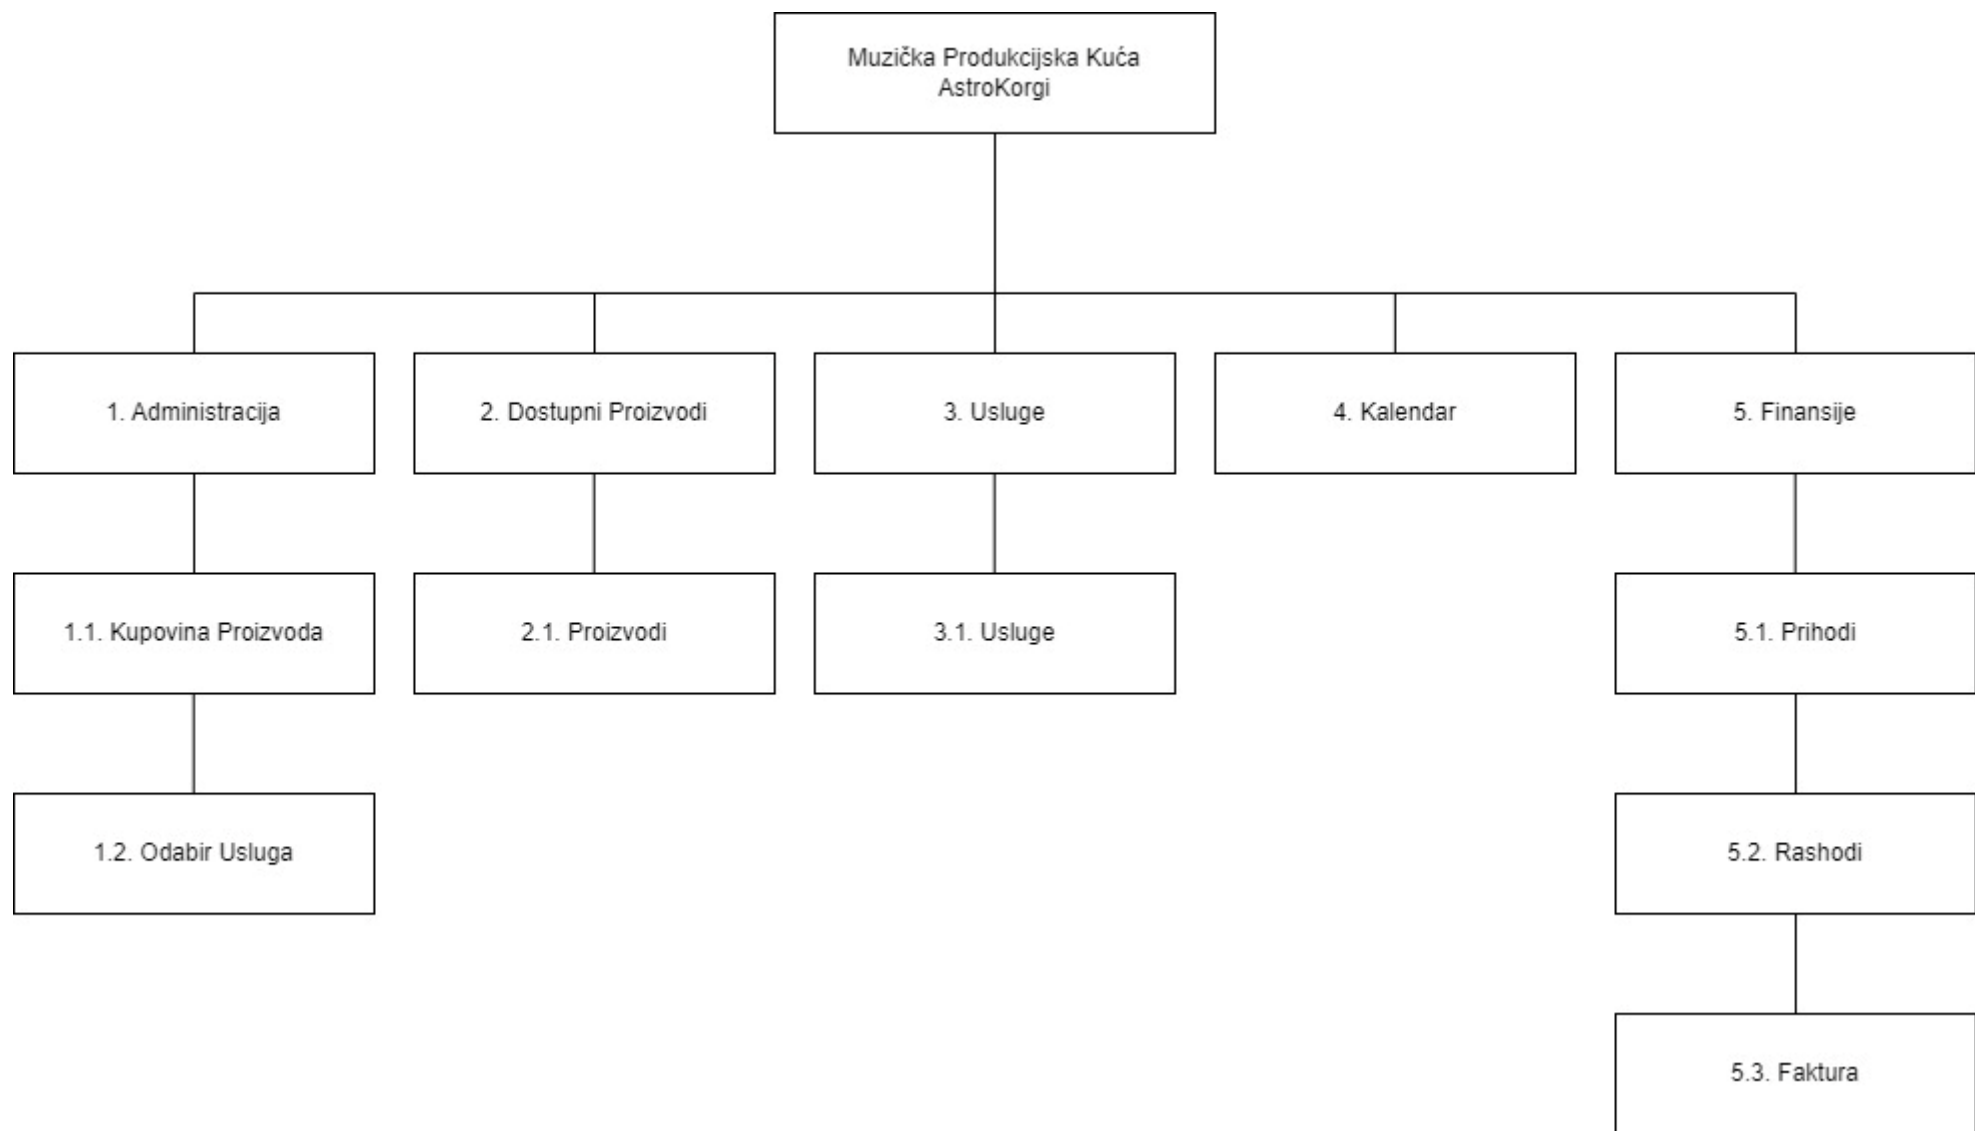 Muzička Produkcijska Kuća
AstroKorgi
1. Administracija
2. Dostupni Proizvodi
3. Usluge
4. Kalendar
5. Finansije
1.1. Kupovina Proizvoda
2.1. Proizvodi
3.1. Usluge
5.1. Prihodi
1.2. Odabir Usluga
5.2. Rashodi
5.3. Faktura